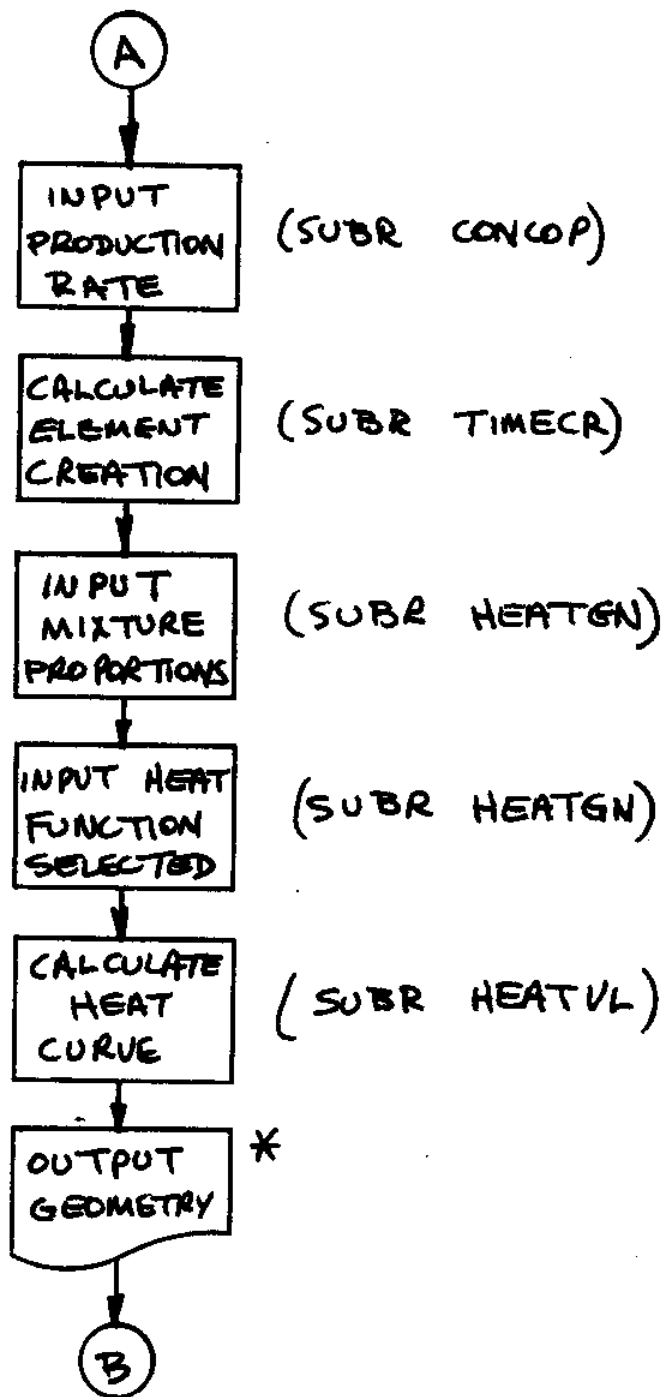 A
INPUT
PRODUCTION
RATE
(SUBR CONCOP)
CALCULATE
ELEMENT
CREATION
(SUBR TIMECR)
INPUT
MIXTURE
PROPORTIONS
(SUBR HEATGN)
INPUT HEAT
FUNCTION
SELECTED
(SUBR HEATGN)
CALCULATE
HEAT
CURVE
(SUBR HEATVL)
OUTPUT
GEOMETRY
*
B